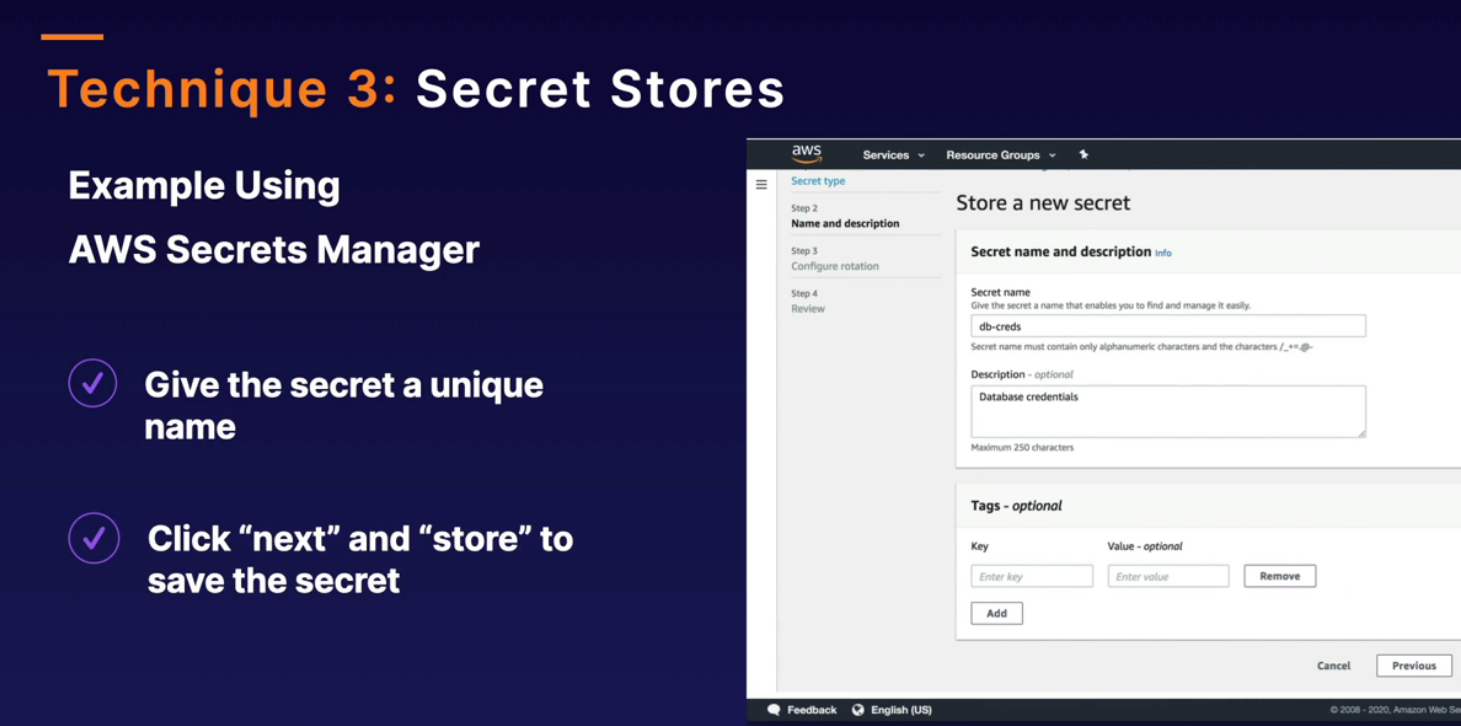 Technique 3: Secret Stores
Example Using
AWS Secrets Manager
Give the secret a unique
name
Click “next” and “store” to
save the secret
aws
Services
Resource Groups
Secret type
Step 2
Name and description
Step 3
Configure rotation
Step 4
Review
Store a new secret
Secret name and description Info
Secret name
Give the secret a name that enables you to find and manage it easily.
db-creds
Secret name must contain only alphanumeric characters and the characters /_+=.@-
Description - optional
Database credentials
Maximum 250 characters
Tags - optional
Key
Value - optional
Enter key
Enter value
Remove
Add
Cancel
Previous
Feedback
English (US)
© 2008 - 2020, Amazon Web